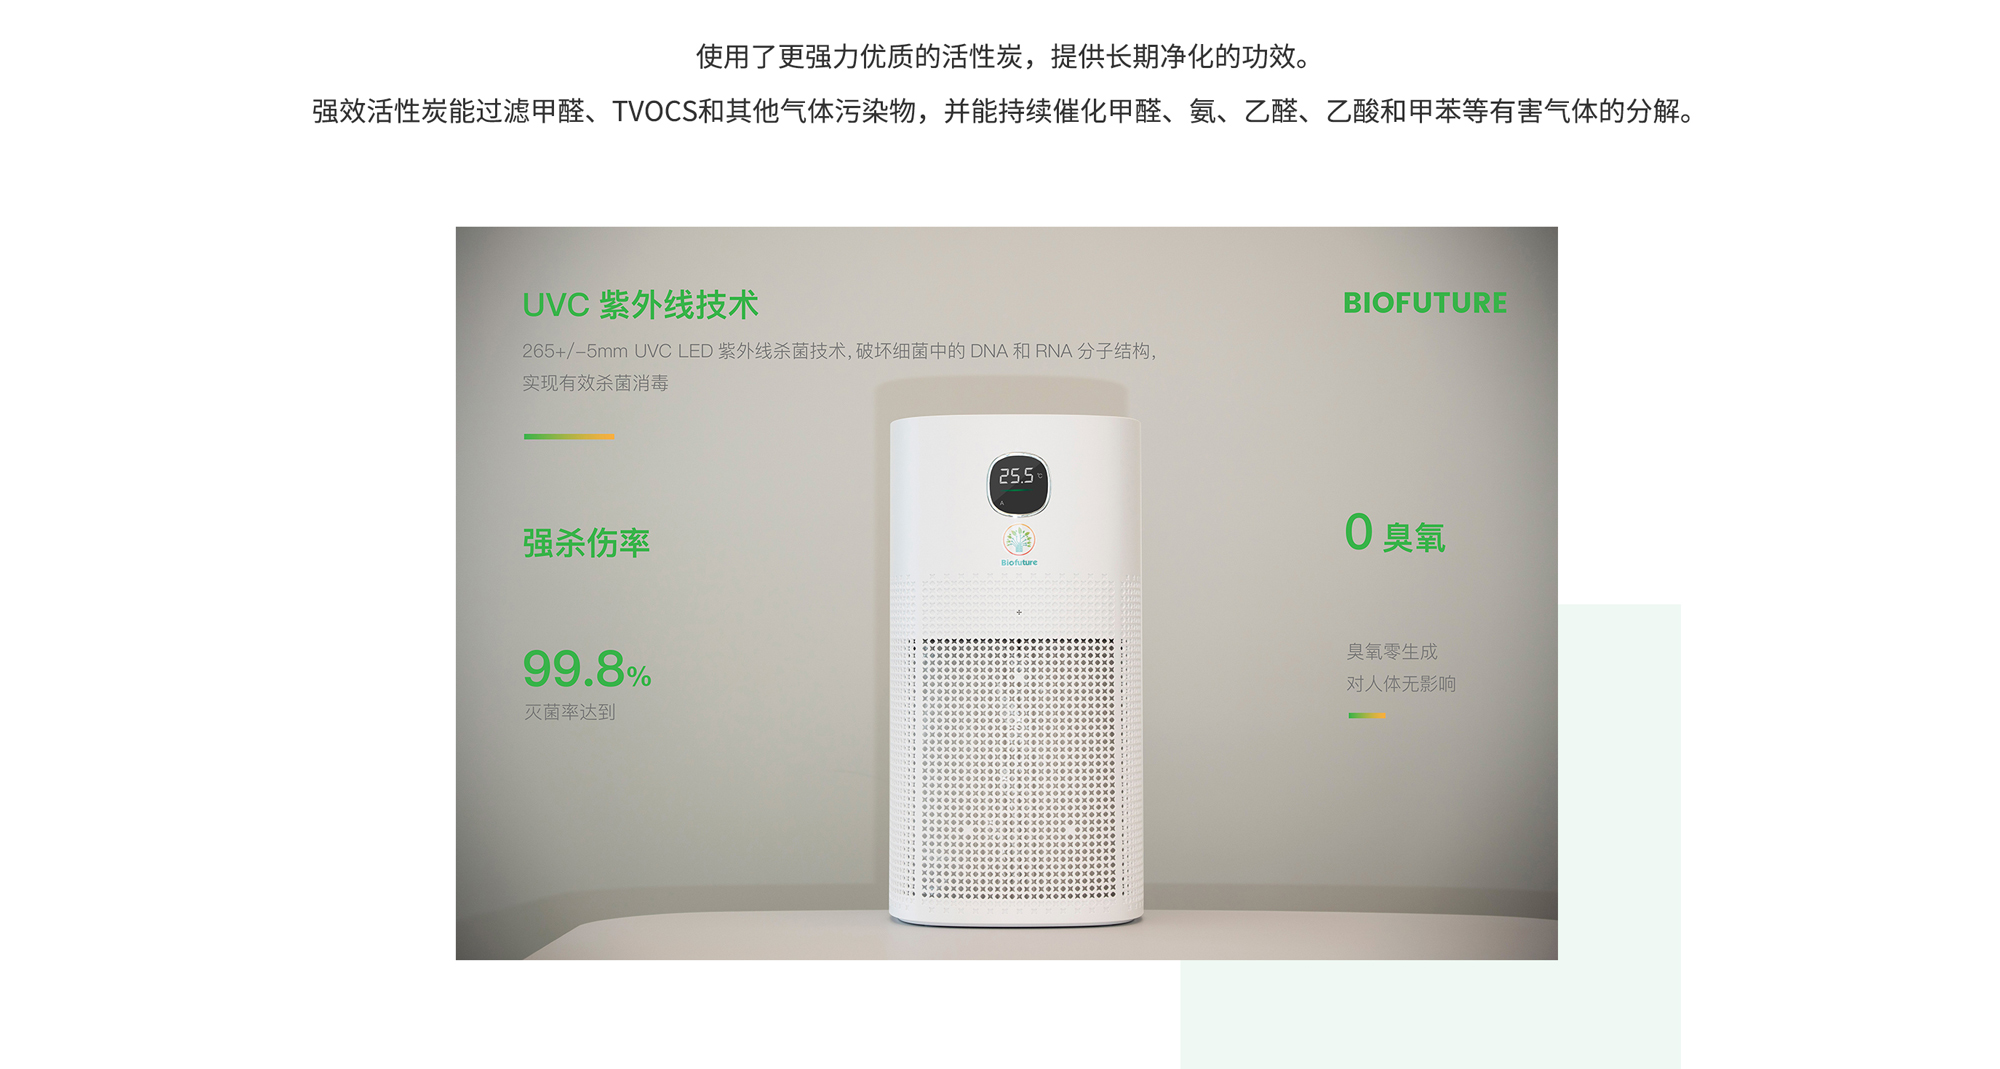 使用了更强力优质的活性炭，提供长期净化的功效。
强效活性炭能过滤甲醛、TVOCS和其他气体污染物，并能持续催化甲醛、氨、乙醛、乙酸和甲苯等有害气体的分解。
UVC 紫外线技术
BIOFUTURE
265+/-5mm UVC LED 紫外线杀菌技术，破坏细菌中的 DNA 和 RNA 分子结构，
实现有效杀菌消毒
25.5 ℃
A
Biofuture
强杀伤率
0 臭氧
99.8%
灭菌率达到
臭氧零生成
对人体无影响